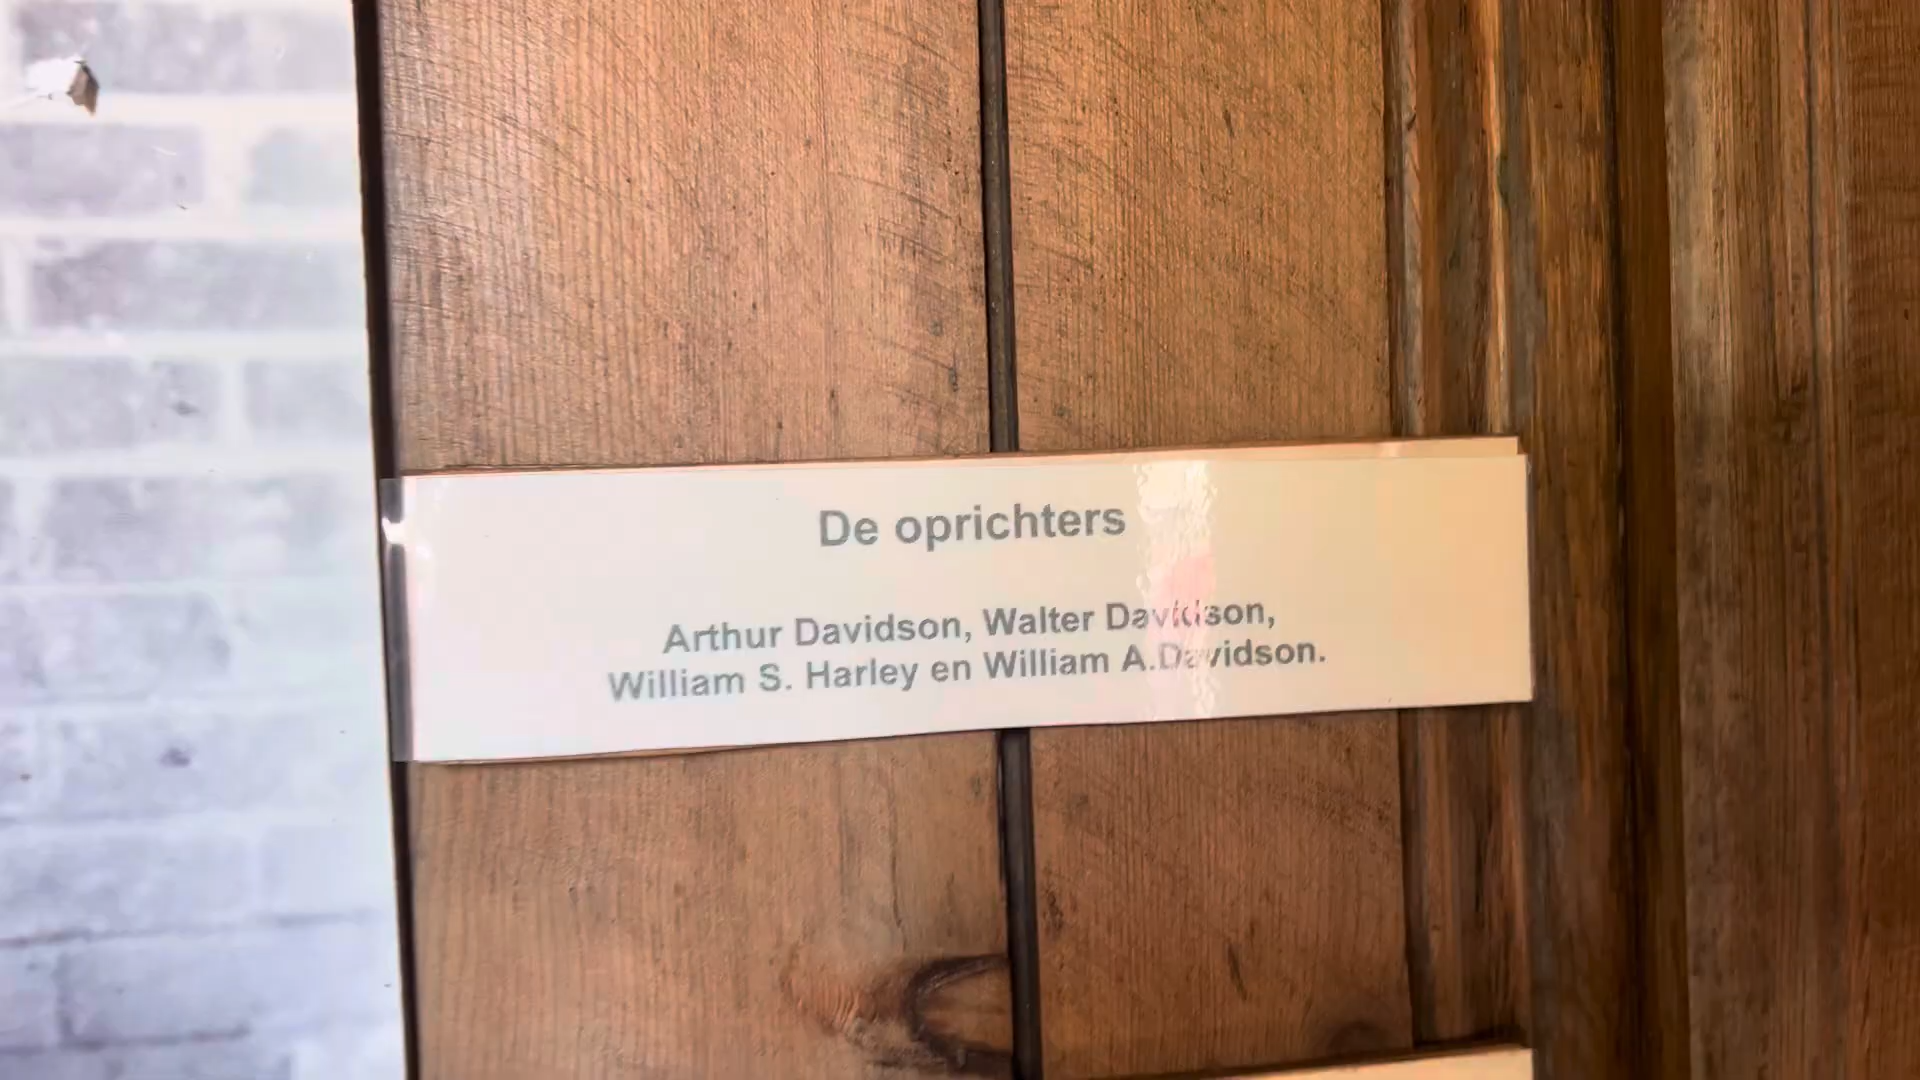 De oprichters
Arthur Davidson, Walter Davidson,
William S. Harley en William A.Davidson.